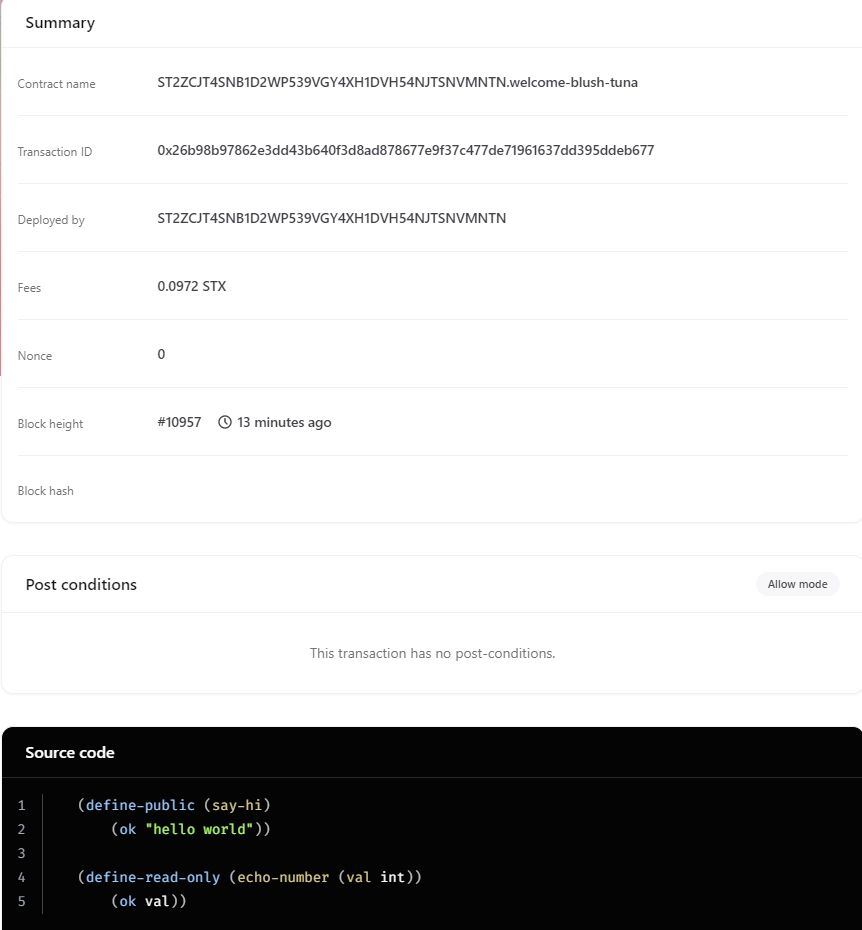 Summary
Contract name ST2ZCJT4SNB1D2WP539VGY4XH1DVH54NJTSNVMNTN.welcome-blush-tuna
Transaction ID 0x26b98b97862e3dd43b640f3d8ad878677e9f37c477de71961637dd395ddeb677
Deployed by ST2ZCJT4SNB1D2WP539VGY4XH1DVH54NJTSNVMNTN
Fees 0.0972 STX
Nonce 0
Block height #10957 13 minutes ago
Block hash
Post conditions Allow mode
This transaction has no post-conditions.
Source code
1 (define-public (say-hi)
2 (ok "hello world"))
3
4 (define-read-only (echo-number (val int))
5 (ok val))